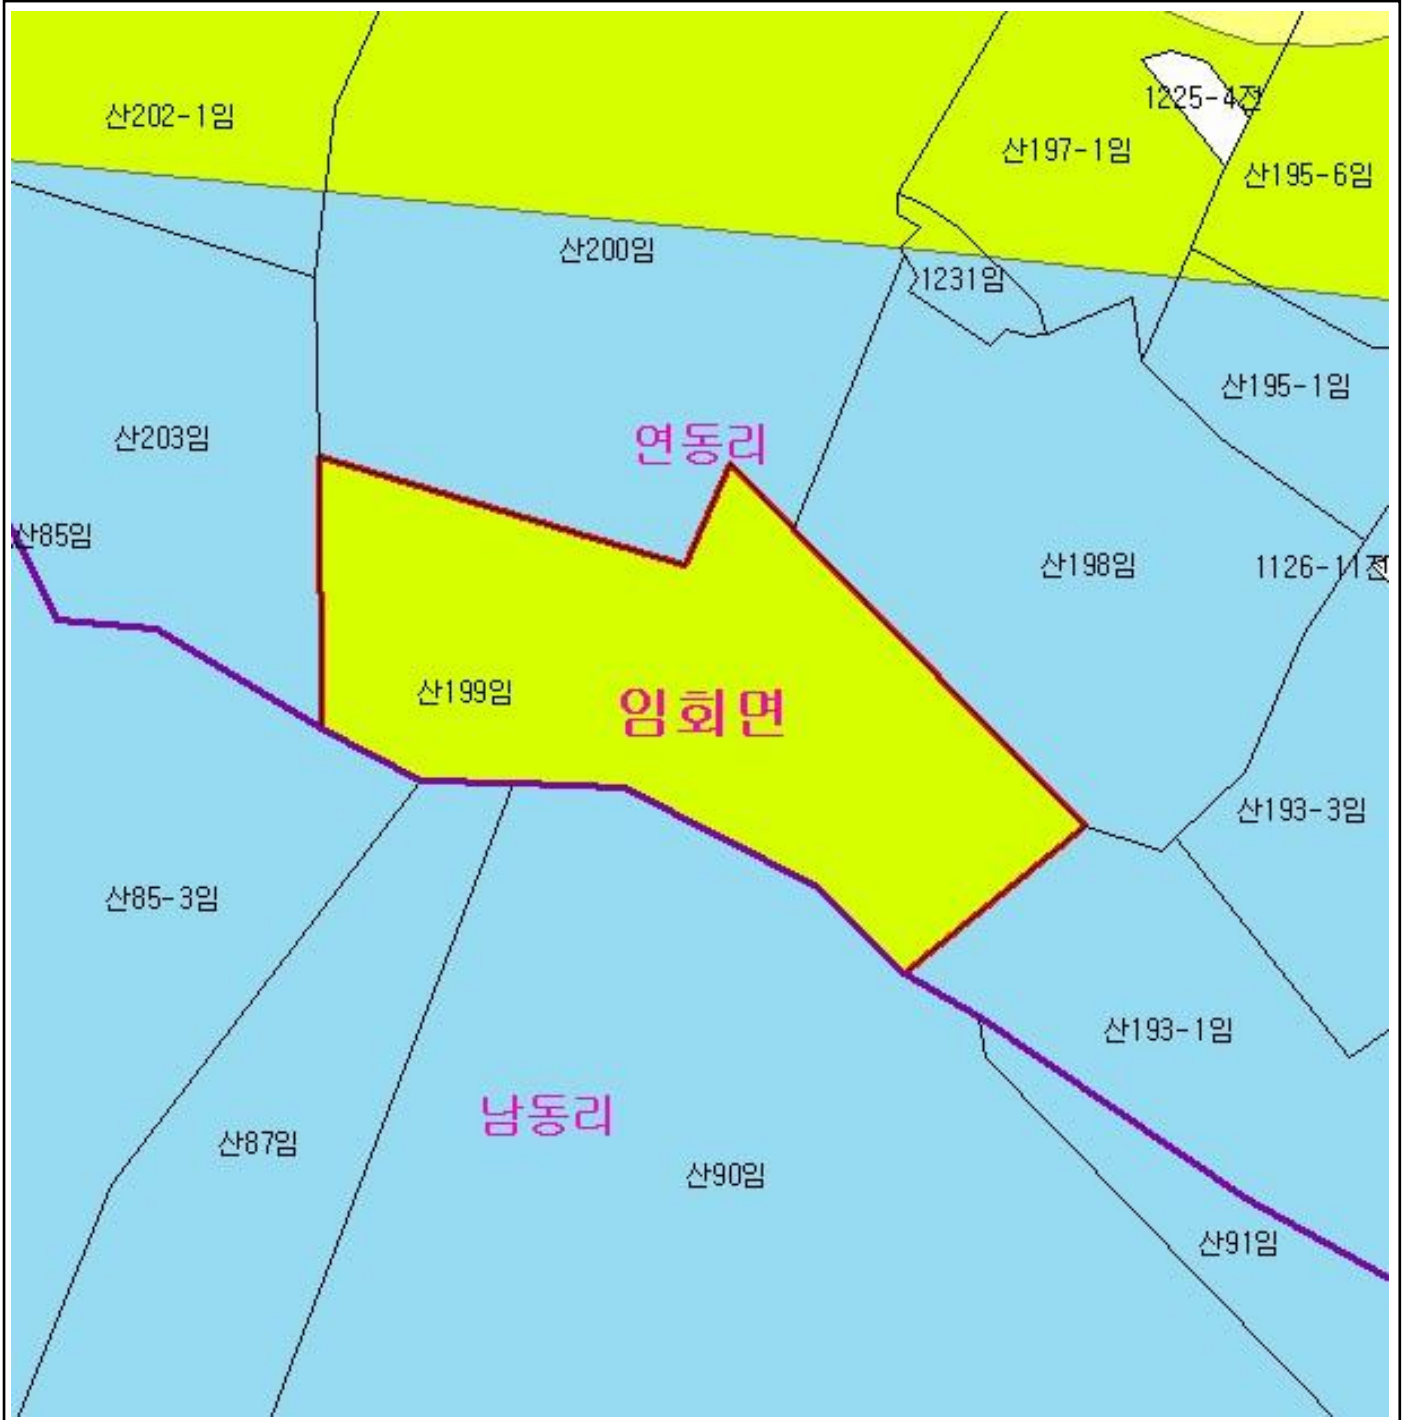 1225-4전
산202-1임
산197-1임
산195-6임
산200임
1231임
산195-1임
산203임
연동리
산85임
산198임
1126-11전
산199임
임회면
산193-3임
산85-3임
산193-1임
남동리
산87임
산90임
산91임